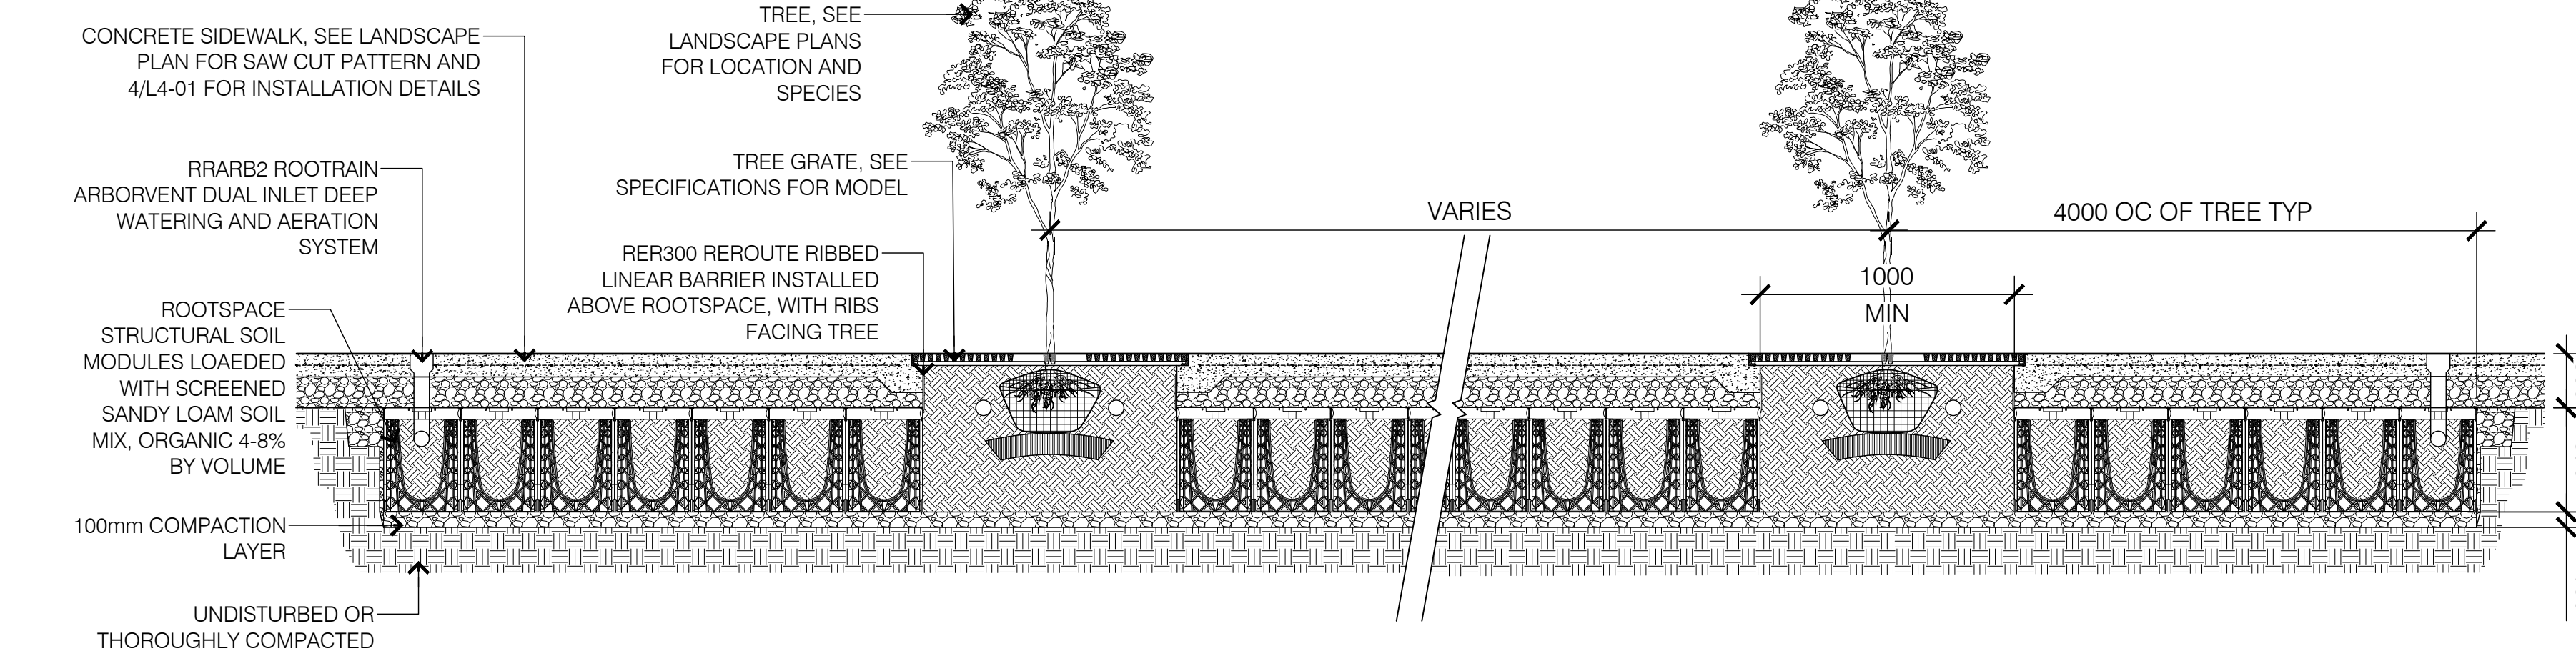 CONCRETE SIDEWALK, SEE LANDSCAPE
PLAN FOR SAW CUT PATTERN AND
4/L4-01 FOR INSTALLATION DETAILS
TREE, SEE
LANDSCAPE PLANS
FOR LOCATION AND
SPECIES
RRARB2 ROOTRAIN
ARBORVENT DUAL INLET DEEP
WATERING AND AERATION
SYSTEM
TREE GRATE, SEE
SPECIFICATIONS FOR MODEL
RER300 REROUTE RIBBED
LINEAR BARRIER INSTALLED
ABOVE ROOTSPACE, WITH RIBS
FACING TREE
VARIES
4000 OC OF TREE TYP
1000
MIN
ROOTSPACE
STRUCTURAL SOIL
MODULES LOAEDED
WITH SCREENED
SANDY LOAM SOIL
MIX, ORGANIC 4-8%
BY VOLUME
100mm COMPACTION
LAYER
UNDISTURBED OR
THOROUGHLY COMPACTED